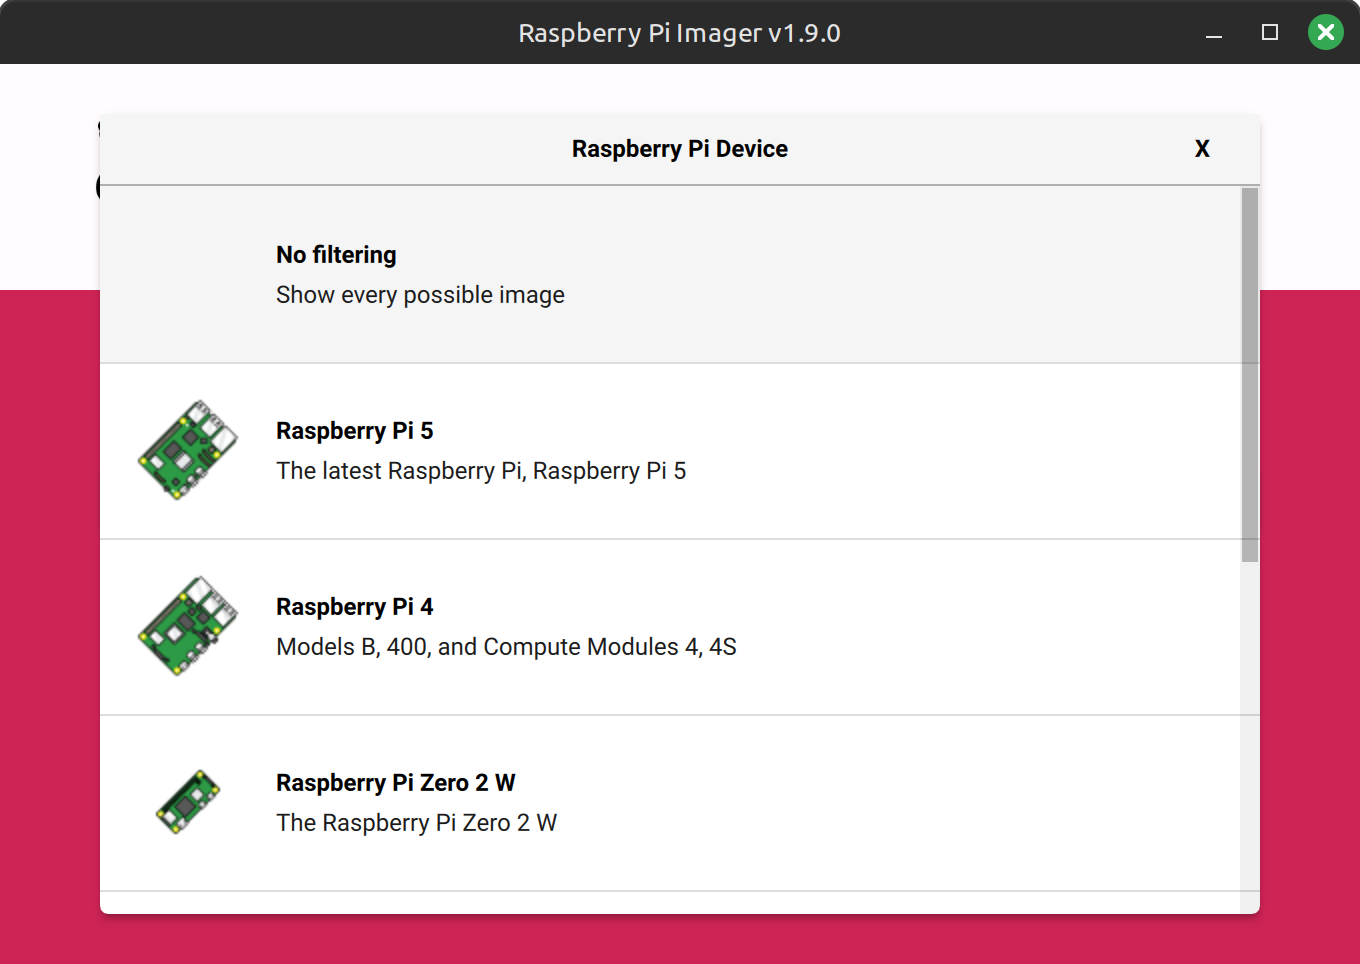 Raspberry Pi Imager v1.9.0
Raspberry Pi Device X
No filtering
Show every possible image
Raspberry Pi 5
The latest Raspberry Pi, Raspberry Pi 5
Raspberry Pi 4
Models B, 400, and Compute Modules 4, 4S
Raspberry Pi Zero 2 W
The Raspberry Pi Zero 2 W